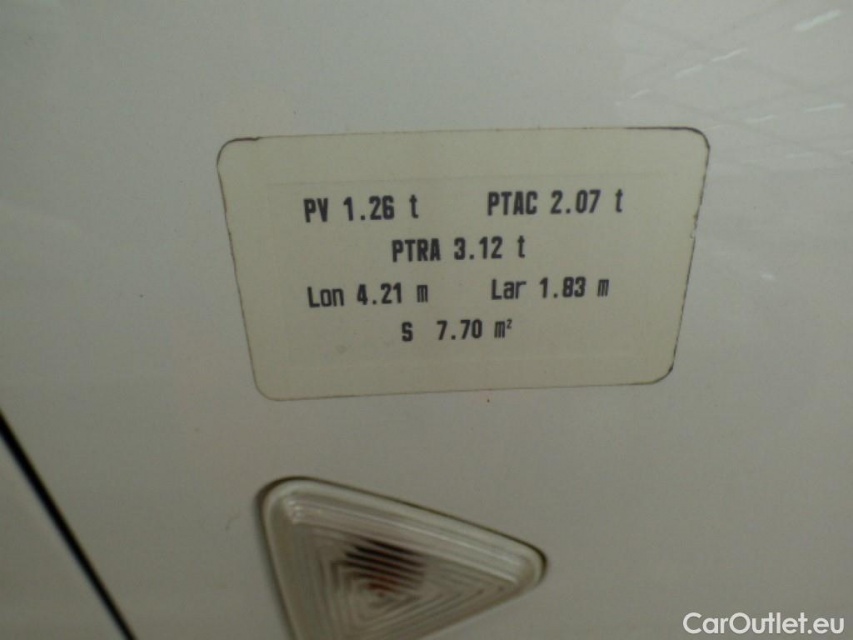 PV 1.26 t PTAC 2.07 t
PTRA 3.12 t
Lon 4.21 m Lar 1.83 m
S 7.70 m²
CarOutlet.eu